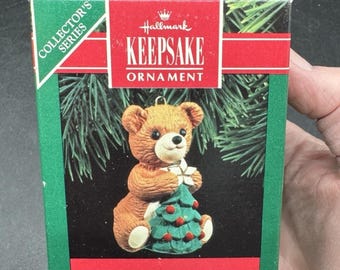 COLLECTOR'S
SERIES
Hallmark
KEEPSAKE
ORNAMENT